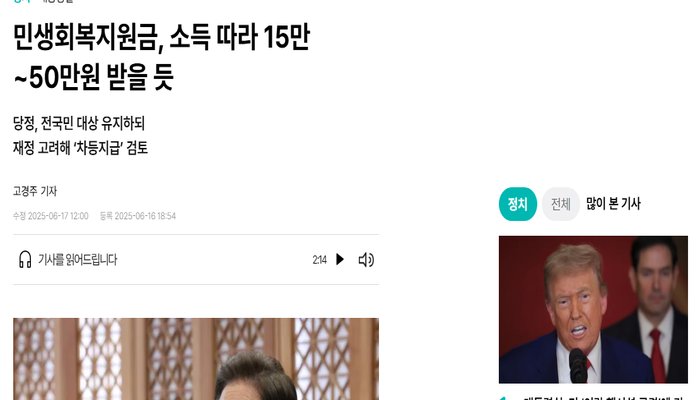 민생회복지원금, 소득 따라 15만
~50만원 받을 듯
당정, 전국민 대상 유지하되
재정 고려해 ‘차등지급’ 검토
고경주 기자
수정 2025-06-17 12:00 등록 2025-06-16 18:54
기사를 읽어드립니다 2:14
정치 전체 많이 본 기사